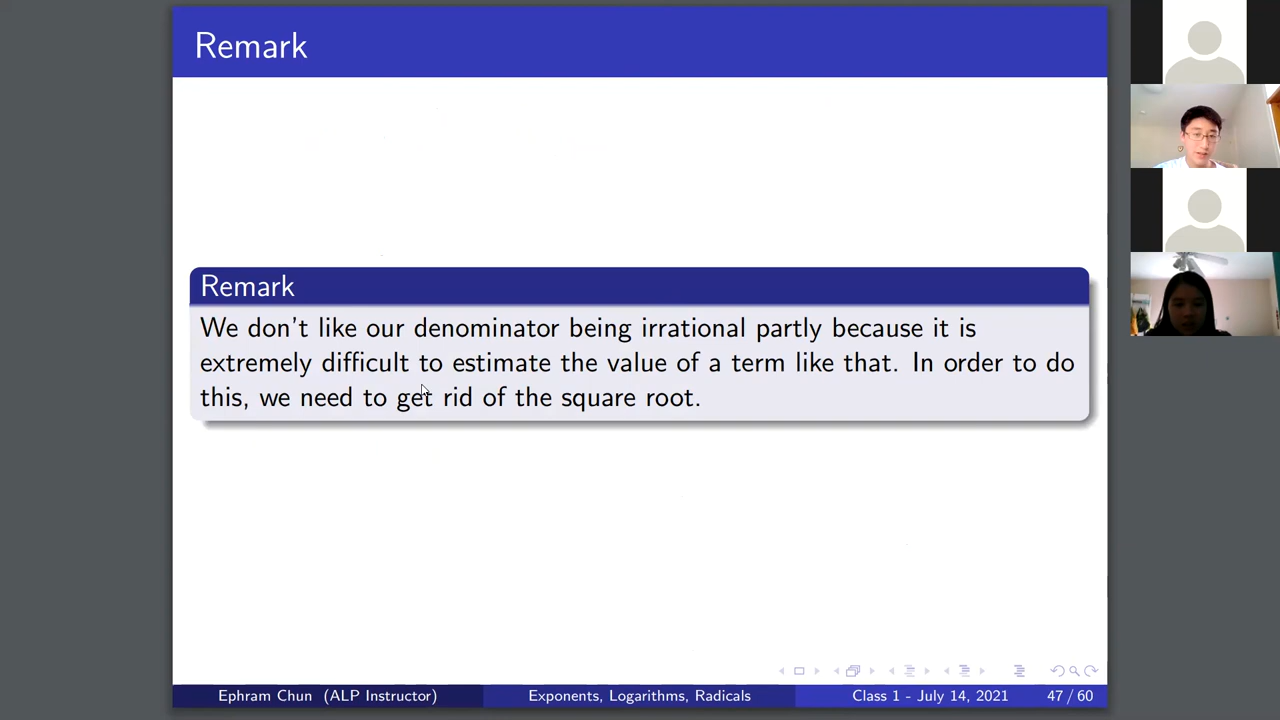 Remark
Remark
We don't like our denominator being irrational partly because it is
extremely difficult to estimate the value of a term like that. In order to do
this, we need to get rid of the square root.
Ephram Chun (ALP Instructor)
Exponents, Logarithms, Radicals
Class 1 - July 14, 2021
47 / 60